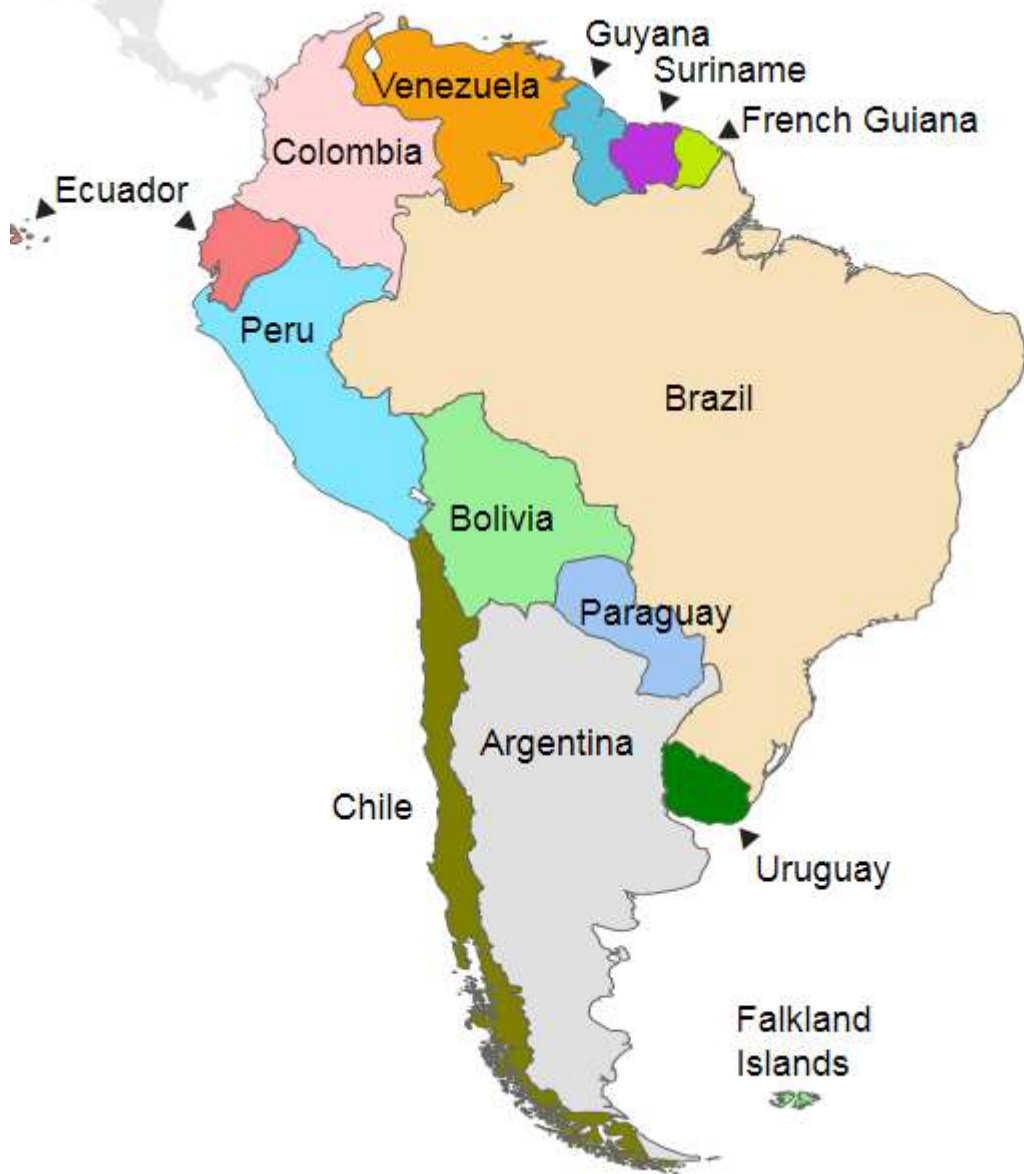 Guyana
Suriname
Venezuela
French Guiana
Colombia
Ecuador
Peru
Brazil
Bolivia
Paraguay
Argentina
Chile
Uruguay
Falkland
Islands